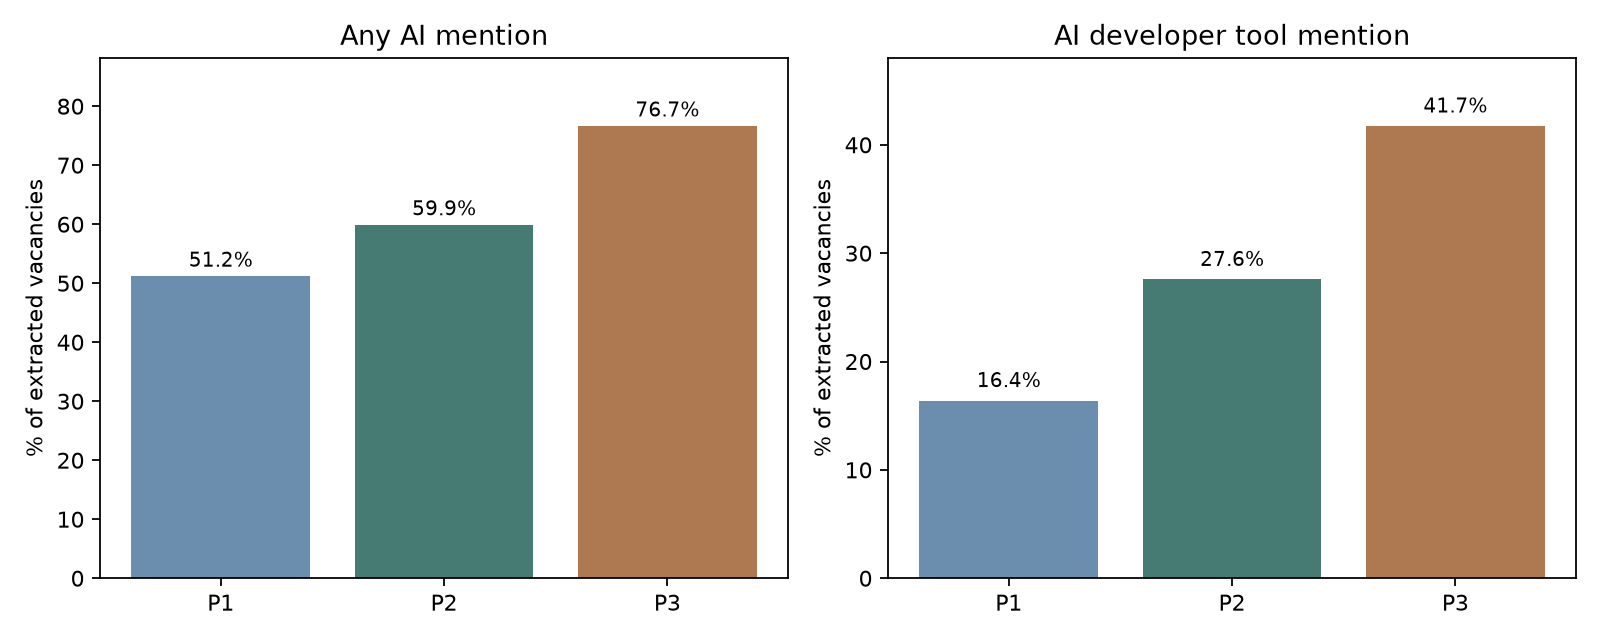 Any AI mention
% of extracted vacancies
80
70
60
50
40
30
20
10
0
51.2%
59.9%
76.7%
P1
P2
P3
AI developer tool mention
% of extracted vacancies
40
30
20
10
0
16.4%
27.6%
41.7%
P1
P2
P3